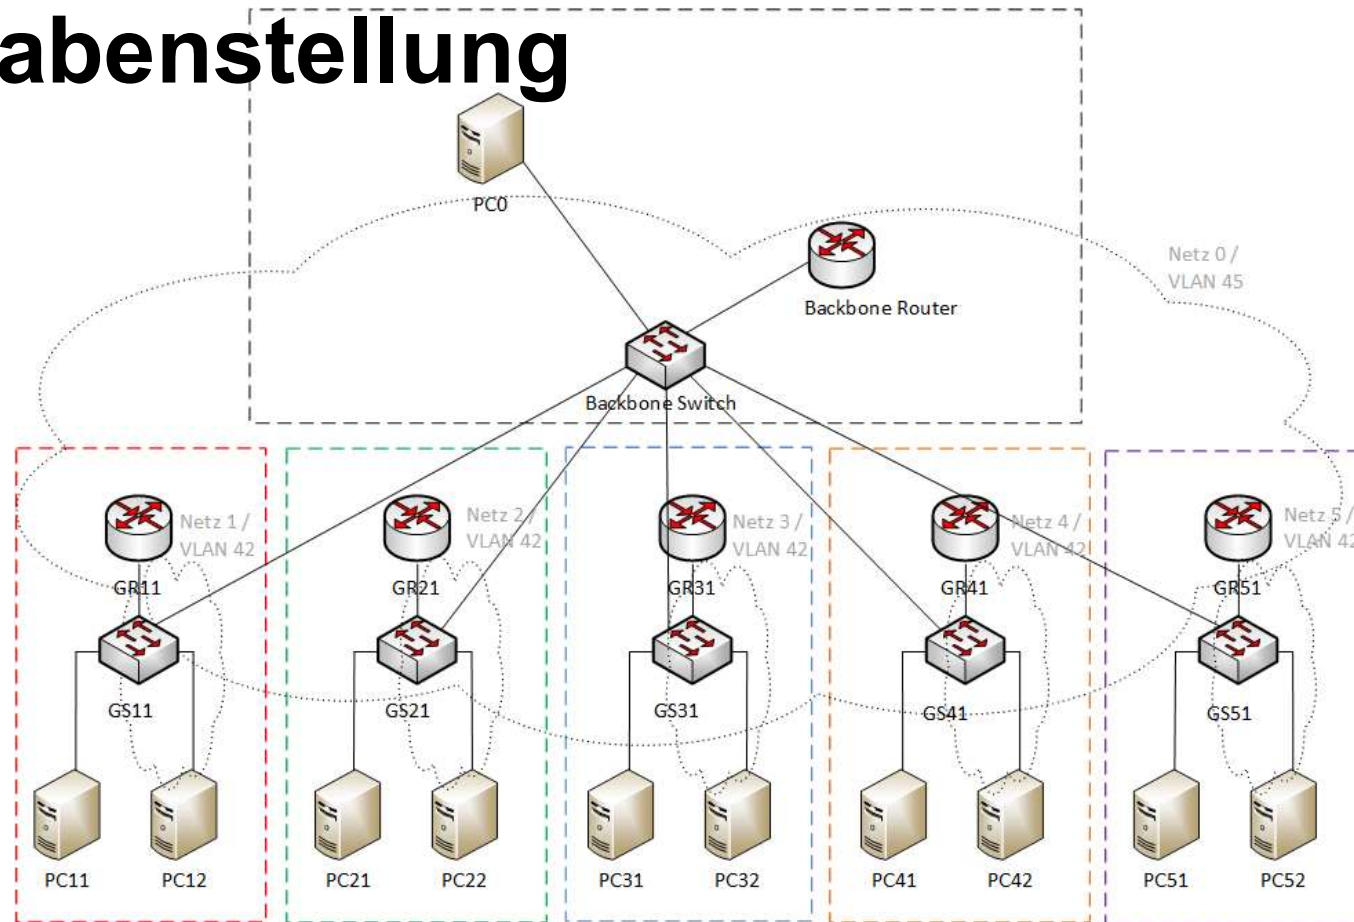 abenstellung
PC0
Netz 0 /
VLAN 45
Backbone Router
Backbone Switch
Netz 1 /
VLAN 42
Netz 2 /
VLAN 42
Netz 3 /
VLAN 42
Netz 4 /
VLAN 42
Netz 5 /
VLAN 42
GR11
GR21
GR31
GR41
GR51
GS11
GS21
GS31
GS41
GS51
PC11
PC12
PC21
PC22
PC31
PC32
PC41
PC42
PC51
PC52